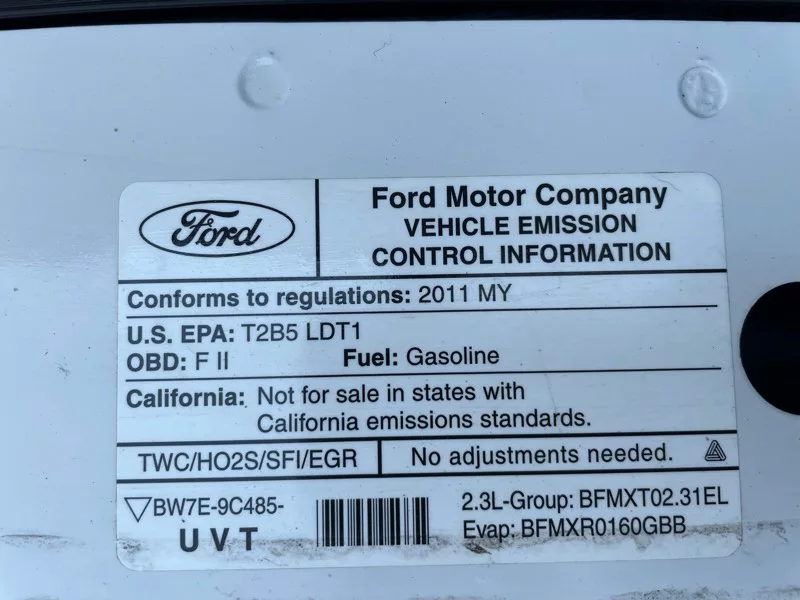 Ford
Ford Motor Company
VEHICLE EMISSION
CONTROL INFORMATION
Conforms to regulations: 2011 MY
U.S. EPA: T2B5 LDT1
OBD: F II Fuel: Gasoline
California: Not for sale in states with
California emissions standards.
TWC/HO2S/SFI/EGR No adjustments needed.
BW7E-9C485- 2.3L-Group: BFMXT02.31EL
UVT Evap: BFMXR0160GBB